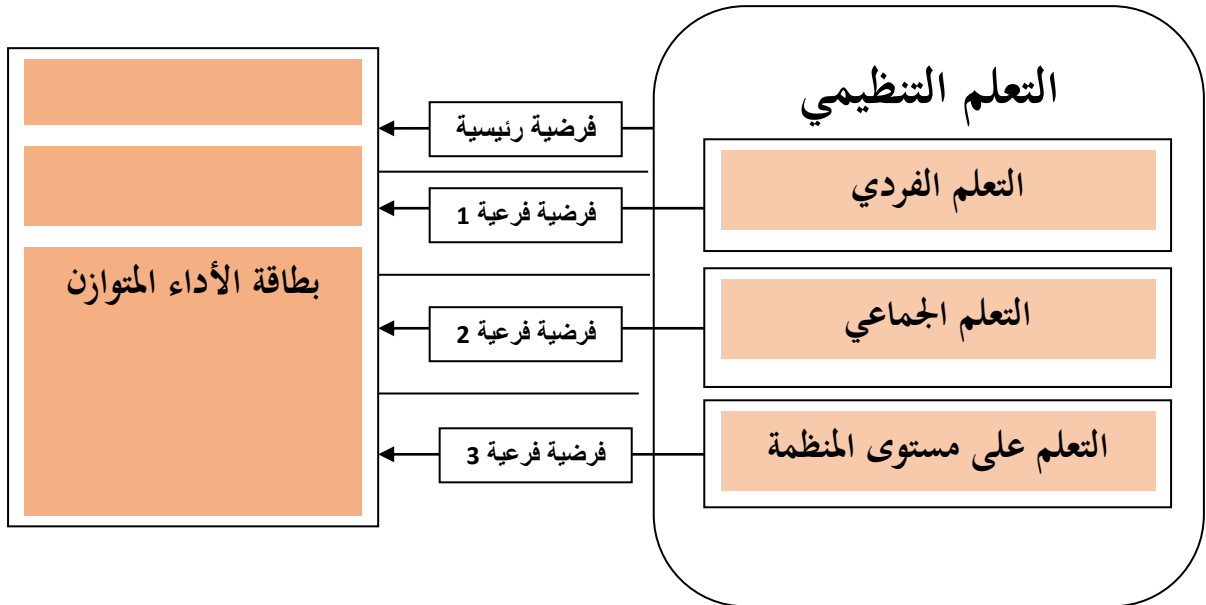 التعلم التنظيمي
فرضية رئيسية
التعلم الفردي
فرضية فرعية 1
بطاقة الأداء المتوازن
التعلم الجماعي
فرضية فرعية 2
التعلم على مستوى المنظمة
فرضية فرعية 3